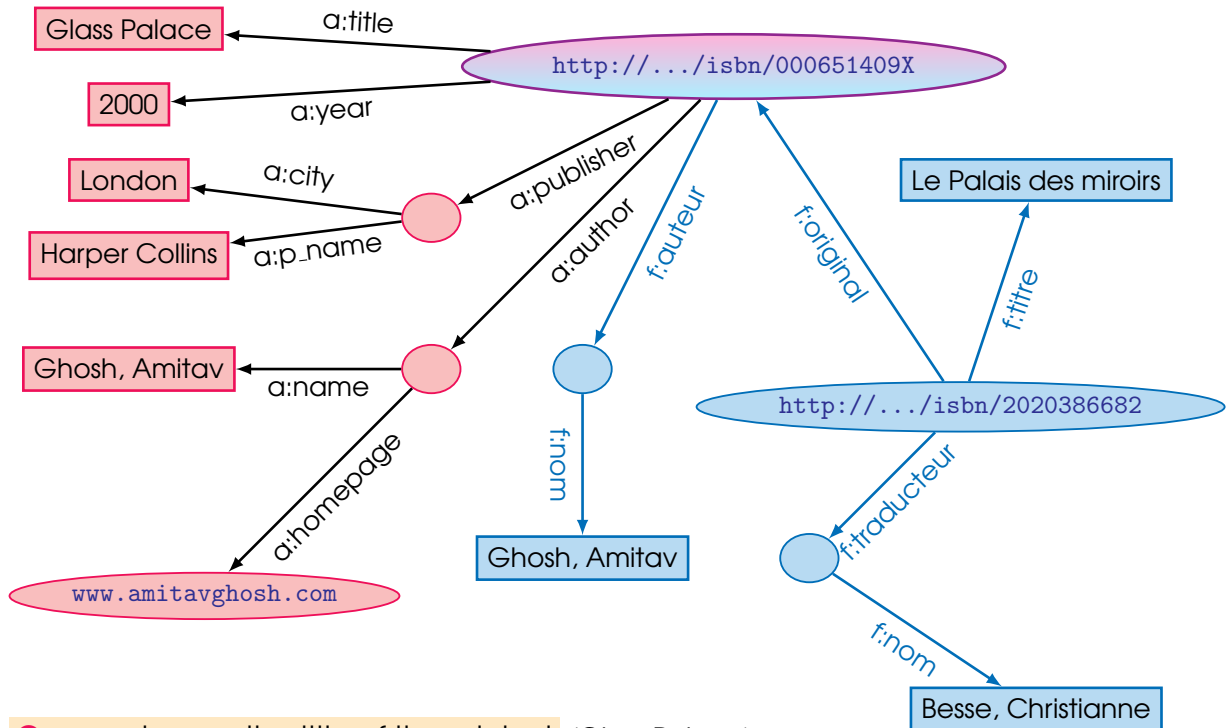 Glass Palace
a:title
http://.../isbn/000651409X
2000
a:year
London
a:city
a:publisher
Harper Collins
a:p_name
a:author
f:auteur
f:original
Le Palais des miroirs
f:titre
Ghosh, Amitav
a:name
http://.../isbn/2020386682
a:homepage
f:nom
f:traducteur
Ghosh, Amitav
www.amitavghosh.com
f:nom
Besse, Christianne